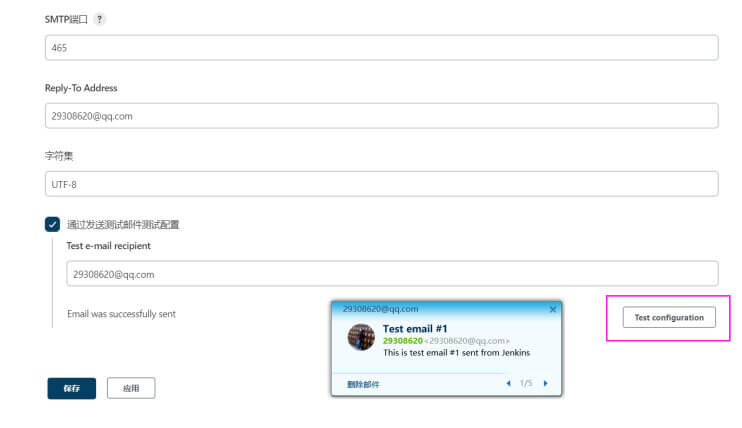 SMTP端口 ?
465
Reply-To Address
29308620@qq.com
字符集
UTF-8
通过发送测试邮件测试配置
Test e-mail recipient
29308620@qq.com
Email was successfully sent
Test configuration
29308620@qq.com
Test email #1
29308620<29308620@qq.com>
This is test email #1 sent from Jenkins
删除邮件
1/5
保存
应用